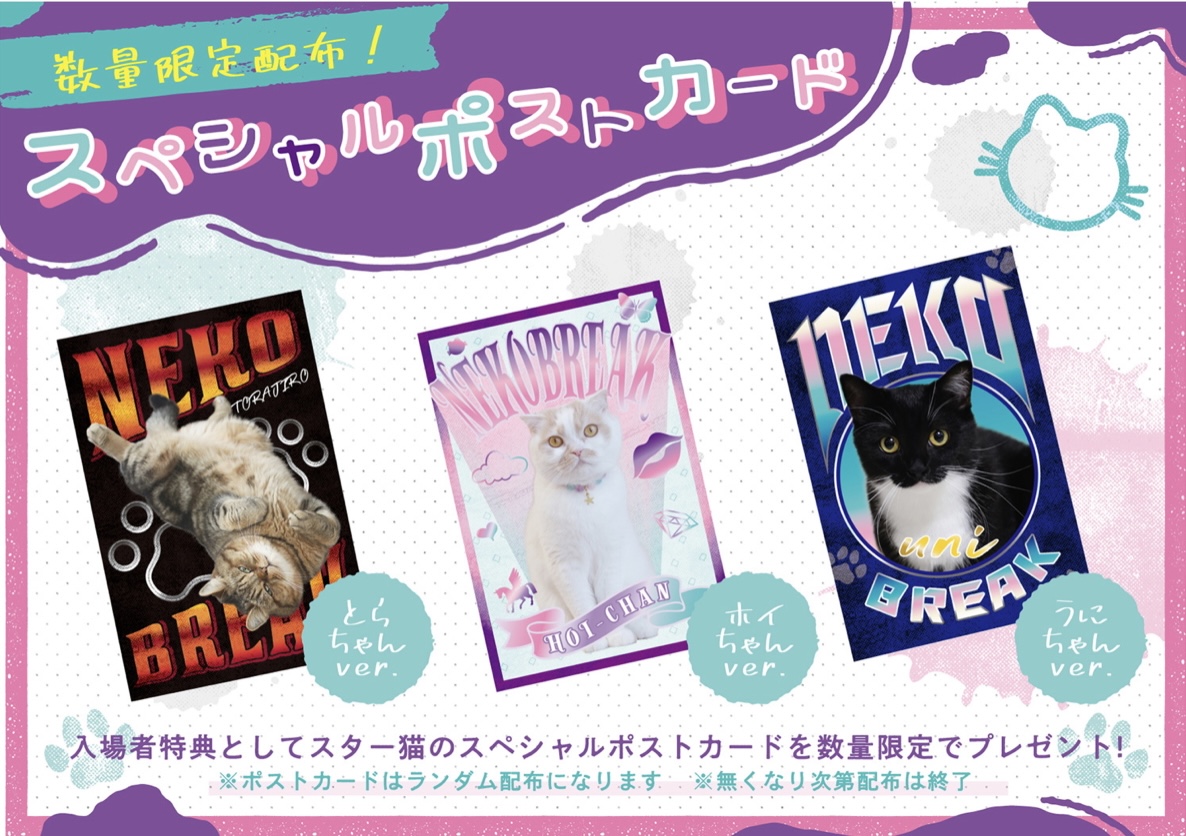 数量限定配布!
スペシャルポストカード
NEKO
TORAJIRO
BREAK
とら
ちゃん
ver.
NEKOBREAK
HOI-CHAN
ホイ
ちゃん
ver.
NEKO
uni
BREAK
うに
ちゃん
ver.
入場者特典としてスター猫のスペシャルポストカードを数量限定でプレゼント!
※ポストカードはランダム配布になります ※無くなり次第配布は終了